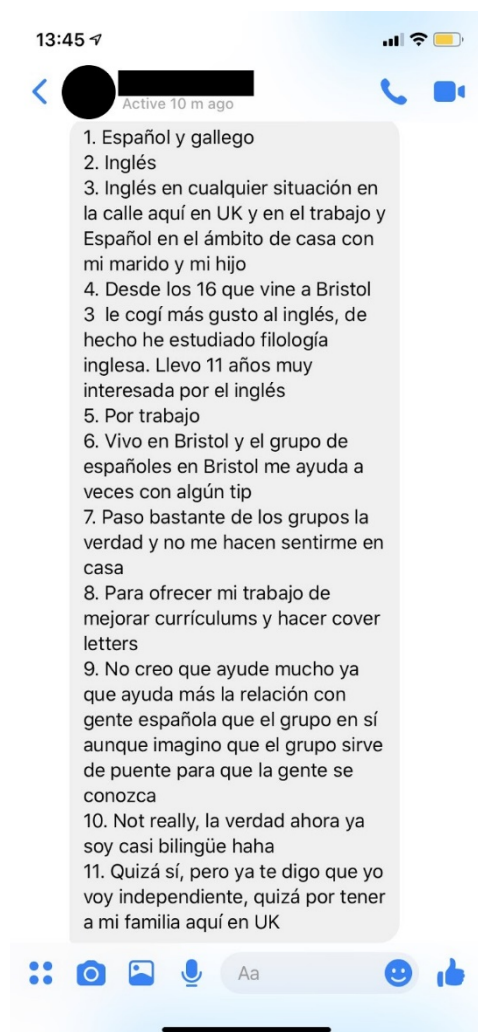 13:45
Active 10 m ago
1. Español y gallego
2. Inglés
3. Inglés en cualquier situación en
la calle aquí en UK y en el trabajo y
Español en el ámbito de casa con
mi marido y mi hijo
4. Desde los 16 que vine a Bristol
3  le cogí más gusto al inglés, de
hecho he estudiado filología
inglesa. Llevo 11 años muy
interesada por el inglés
5. Por trabajo
6. Vivo en Bristol y el grupo de
españoles en Bristol me ayuda a
veces con algún tip
7. Paso bastante de los grupos la
verdad y no me hacen sentirme en
casa
8. Para ofrecer mi trabajo de
mejorar currículums y hacer cover
letters
9. No creo que ayude mucho ya
que ayuda más la relación con
gente española que el grupo en sí
aunque imagino que el grupo sirve
de puente para que la gente se
conozca
10. Not really, la verdad ahora ya
soy casi bilingüe haha
11. Quizá sí, pero ya te digo que yo
voy independiente, quizá por tener
a mi familia aquí en UK
Aa